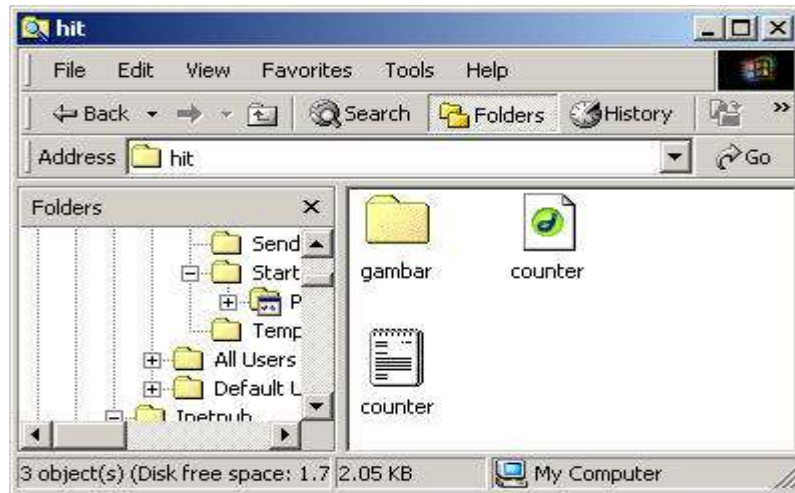 hit
File Edit View Favorites Tools Help
Back Search Folders History »
Address hit Go
Folders
Send
Start
P
Temp
All Users
Default U
Inetpub
gambar counter
counter
3 object(s) (Disk free space: 1.7 2.05 KB My Computer